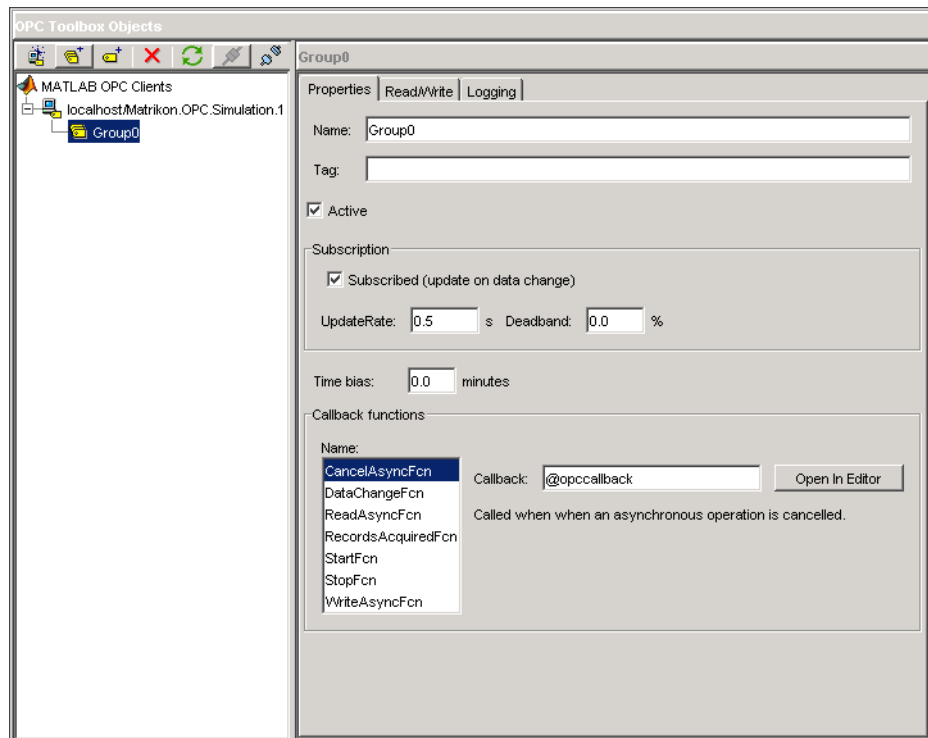 OPC Toolbox Objects
Group0
MATLAB OPC Clients
localhost/Matrikon.OPC.Simulation.1
Group0
Properties Read/Write Logging
Name: Group0
Tag:
Active
Subscription
Subscribed (update on data change)
UpdateRate: 0.5 s Deadband: 0.0 %
Time bias: 0.0 minutes
Callback functions
Name:
CancelAsyncFcn
DataChangeFcn
ReadAsyncFcn
RecordsAcquiredFcn
StartFcn
StopFcn
WriteAsyncFcn
Callback: @opccallback Open In Editor
Called when when an asynchronous operation is cancelled.